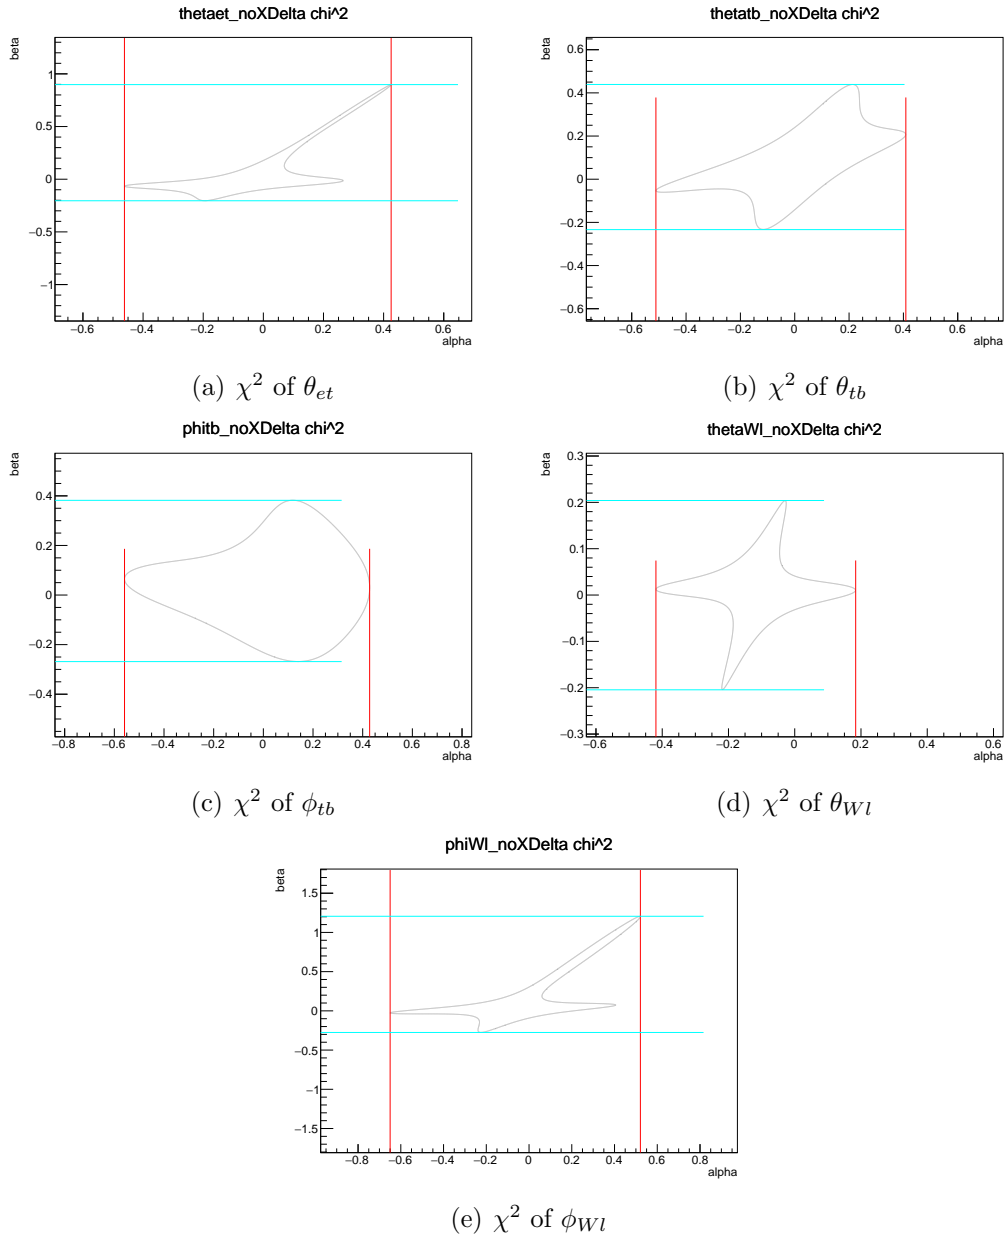 thetaet_noXDelta chi^2
beta
1
0.5
0
−0.5
−1
−0.6 −0.4 −0.2 0 0.2 0.4 0.6
alpha
(a) χ² of θ_et
thetatb_noXDelta chi^2
beta
0.6
0.4
0.2
0
−0.2
−0.4
−0.6
−0.6 −0.4 −0.2 0 0.2 0.4 0.6
alpha
(b) χ² of θ_tb
phitb_noXDelta chi^2
beta
0.4
0.2
0
−0.2
−0.4
−0.8 −0.6 −0.4 −0.2 0 0.2 0.4 0.6 0.8
alpha
(c) χ² of ϕ_tb
thetaWl_noXDelta chi^2
beta
0.3
0.2
0.1
0
−0.1
−0.2
−0.3
−0.6 −0.4 −0.2 0 0.2 0.4 0.6
alpha
(d) χ² of θ_Wl
phiWl_noXDelta chi^2
beta
1.5
1
0.5
0
−0.5
−1
−1.5
−0.8 −0.6 −0.4 −0.2 0 0.2 0.4 0.6 0.8
alpha
(e) χ² of ϕ_Wl